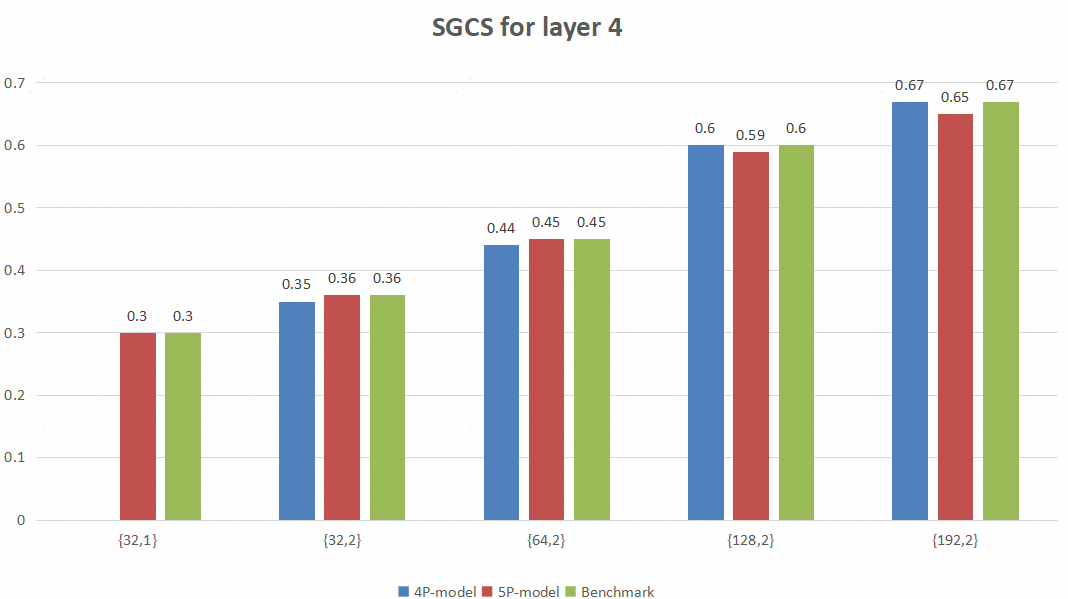 SGCS for layer 4
0.7
0.6
0.5
0.4
0.3
0.2
0.1
0
0.3 0.3
0.35 0.36 0.36
0.44 0.45 0.45
0.6 0.59 0.6
0.67 0.65 0.67
{32,1} {32,2} {64,2} {128,2} {192,2}
4P-model 5P-model Benchmark